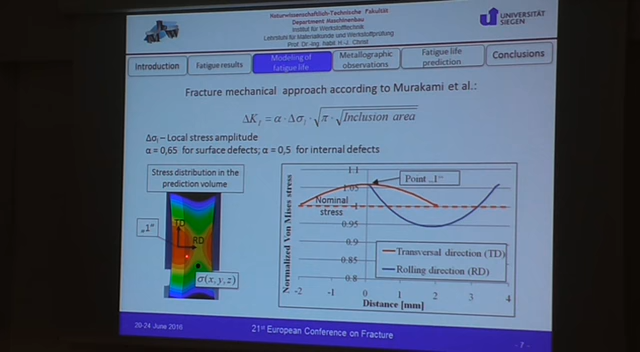 Naturwissenschaftlich-Technische Fakultät
Department Maschinenbau
Institut für Werkstofftechnik
Lehrstuhl für Materialkunde und Werkstoffprüfung
Prof. Dr.-Ing. habil. H.-J. Christ
UNIVERSITÄT
SIEGEN
Introduction
Fatigue results
Modeling of
fatigue life
Metallographic
observations
Fatigue life
prediction
Conclusions
Fracture mechanical approach according to Murakami et al.:
ΔK_I = α · Δσ_l · √(π · √(Inclusion area))
Δσ_l – Local stress amplitude
α = 0,65 for surface defects; α = 0,5 for internal defects
Stress distribution in the
prediction volume
„1"
TD
RD
σ(x, y, z)
Normalized Von Mises stress
1.1
1.05
1
0.95
0.9
0.85
0.8
Point „1"
Nominal
stress
Transversal direction (TD)
Rolling direction (RD)
-2 -1 0 1 2 3 4
Distance [mm]
20-24 June 2016
21st European Conference on Fracture
- 7 -